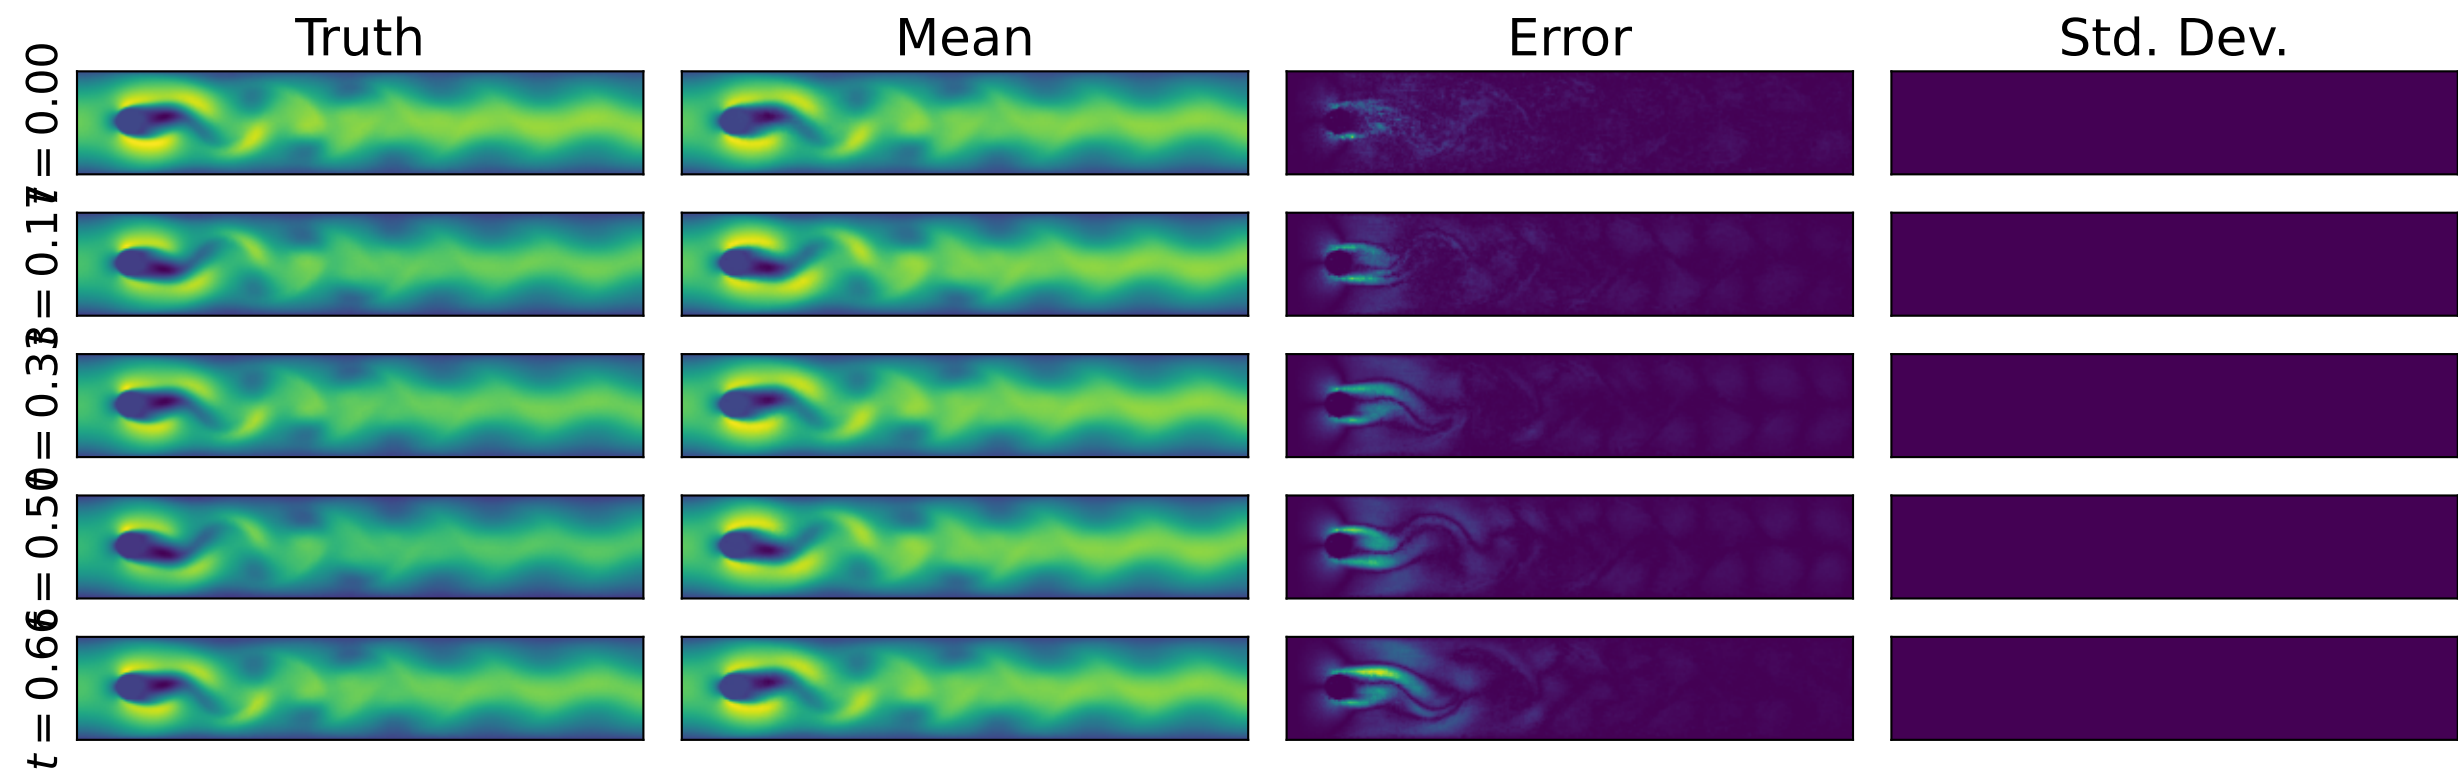 Truth Mean Error Std. Dev.
t = 0.00
t = 0.17
t = 0.33
t = 0.50
t = 0.66